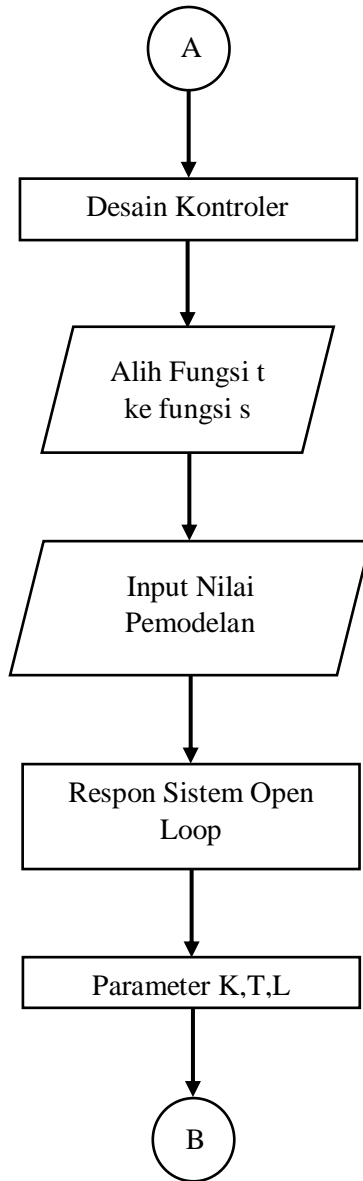 A
Desain Kontroler
Alih Fungsi t
ke fungsi s
Input Nilai
Pemodelan
Respon Sistem Open
Loop
Parameter K,T,L
B